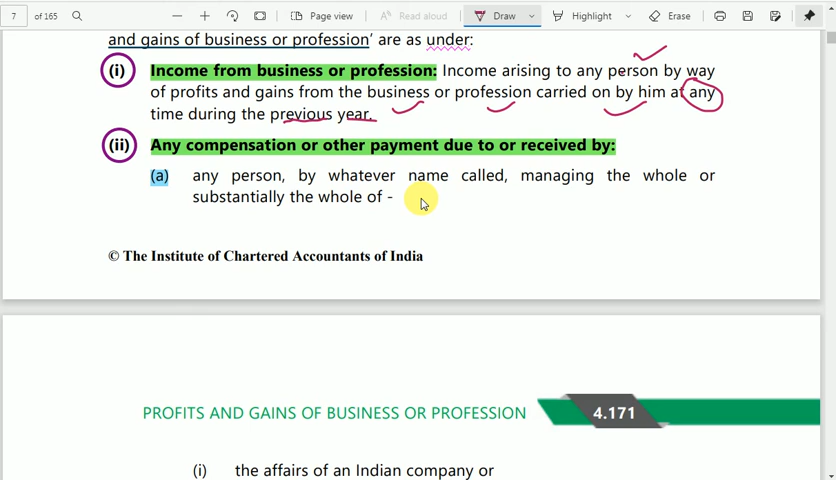 7 of 165 Page view Read aloud Draw Highlight Erase
and gains of business or profession' are as under:
(i) Income from business or profession: Income arising to any person by way
of profits and gains from the business or profession carried on by him at any
time during the previous year.
(ii) Any compensation or other payment due to or received by:
(a) any person, by whatever name called, managing the whole or
substantially the whole of -
© The Institute of Chartered Accountants of India
PROFITS AND GAINS OF BUSINESS OR PROFESSION 4.171
(i) the affairs of an Indian company or